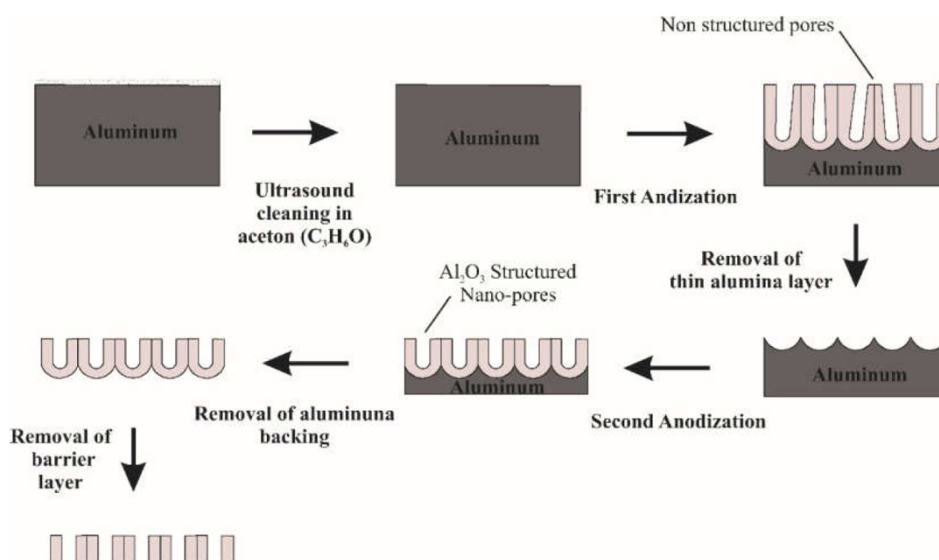 Non structured pores
Aluminum
Aluminum
Aluminum
Ultrasound
cleaning in
aceton (C₃H₆O)
First Andization
Removal of
thin alumina layer
Al₂O₃ Structured
Nano-pores
Aluminum
Aluminum
Removal of aluminuna
backing
Second Anodization
Removal of
barrier
layer